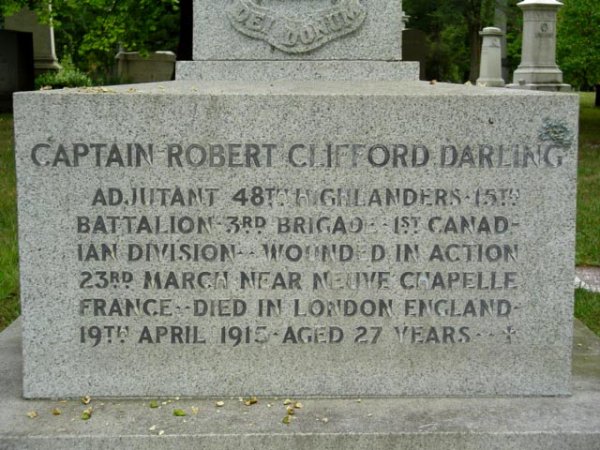 DEI DONUM
CAPTAIN·ROBERT CLIFFORD·DARLING
ADJUTANT 48TH HIGHLANDERS·15TH
BATTALION·3RD BRIGAD· ·1ST CANAD-
IAN DIVISION··WOUNDED IN ACTION
23RD MARCH NEAR NEUVE CHAPELLE
FRANCE··DIED IN LONDON ENGLAND·
19TH APRIL 1915·AGED 27 YEARS··✝